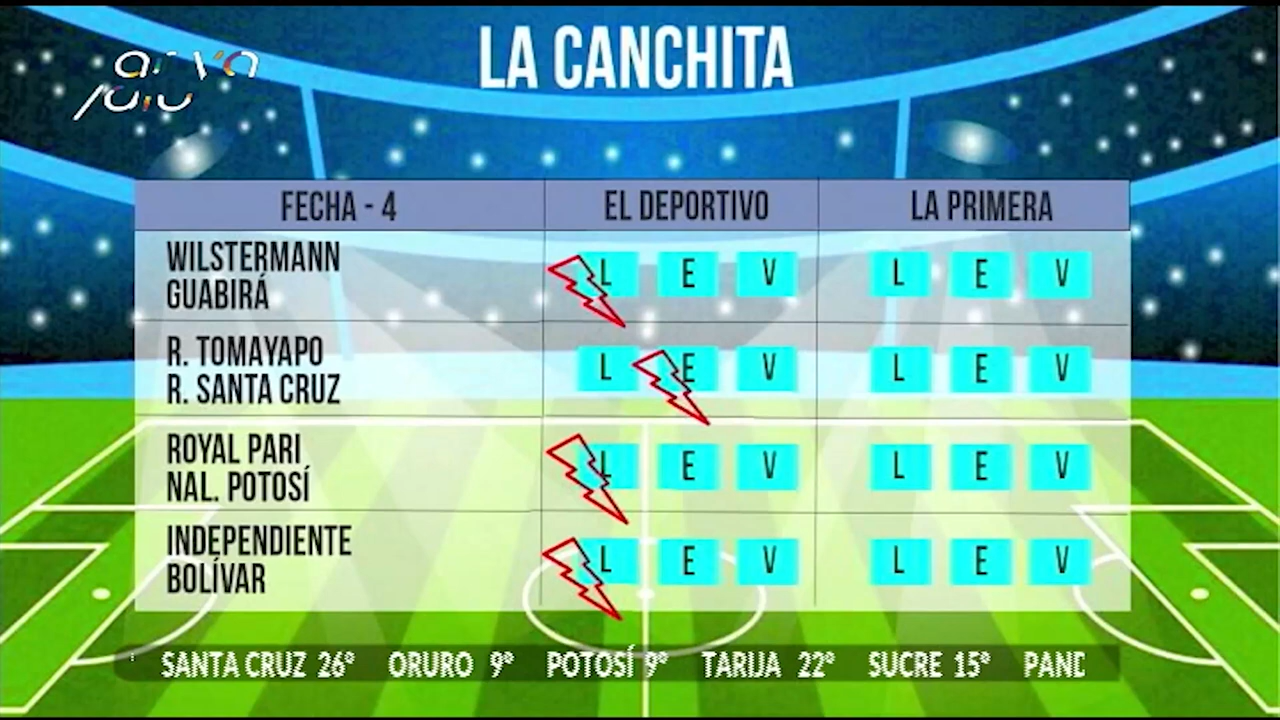 LA CANCHITA
FECHA - 4 EL DEPORTIVO LA PRIMERA
WILSTERMANN
GUABIRÁ
L E V L E V
R. TOMAYAPO
R. SANTA CRUZ
L E V L E V
ROYAL PARI
NAL. POTOSÍ
L E V L E V
INDEPENDIENTE
BOLÍVAR
L E V L E V
SANTA CRUZ 26° ORURO 9° POTOSÍ 9° TARIJA 22° SUCRE 15° PAND